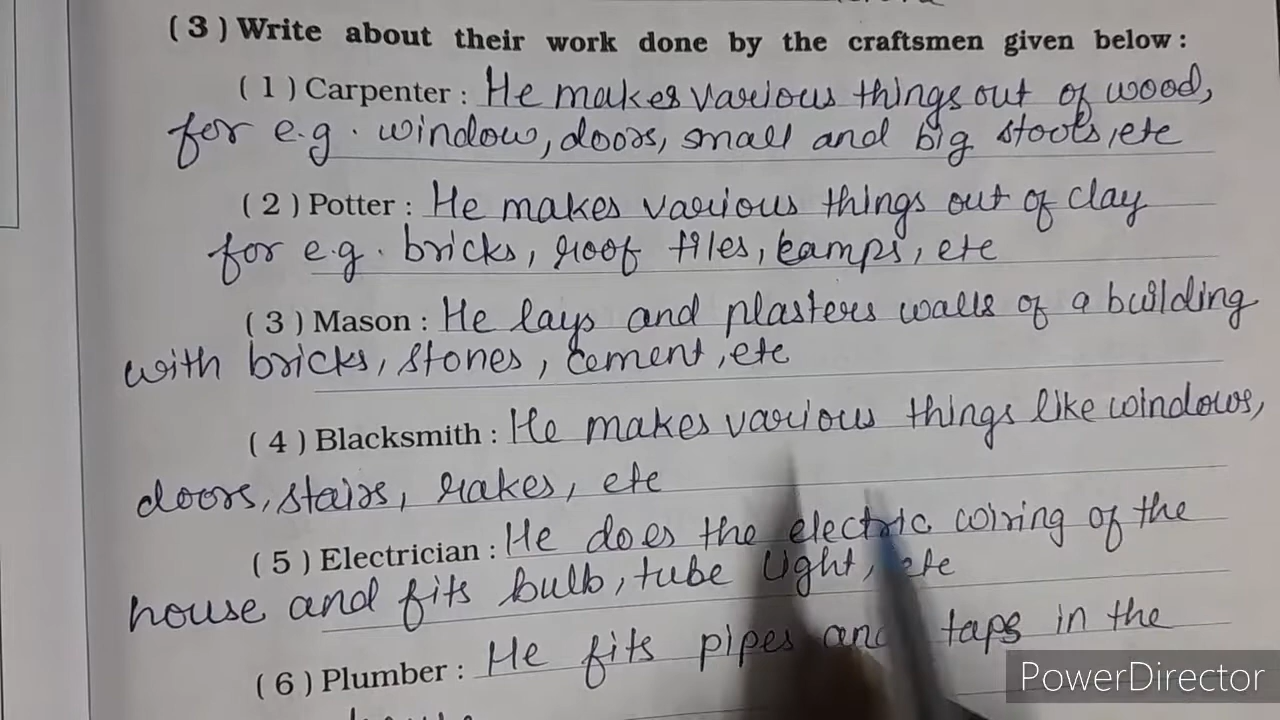 ( 3 ) Write about their work done by the craftsmen given below :
( 1 ) Carpenter : He makes various things out of wood,
for e.g. window, doors, small and big stools, etc
( 2 ) Potter : He makes various things out of clay
for e.g. bricks, roof tiles, lamps, etc
( 3 ) Mason : He lays and plasters walls of a building
with bricks, stones, cement, etc
( 4 ) Blacksmith : He makes various things like windows,
doors, stairs, rakes, etc
( 5 ) Electrician : He does the electric wiring of the
house and fits bulb, tube light, etc
( 6 ) Plumber : He fits pipes and taps in the
PowerDirector